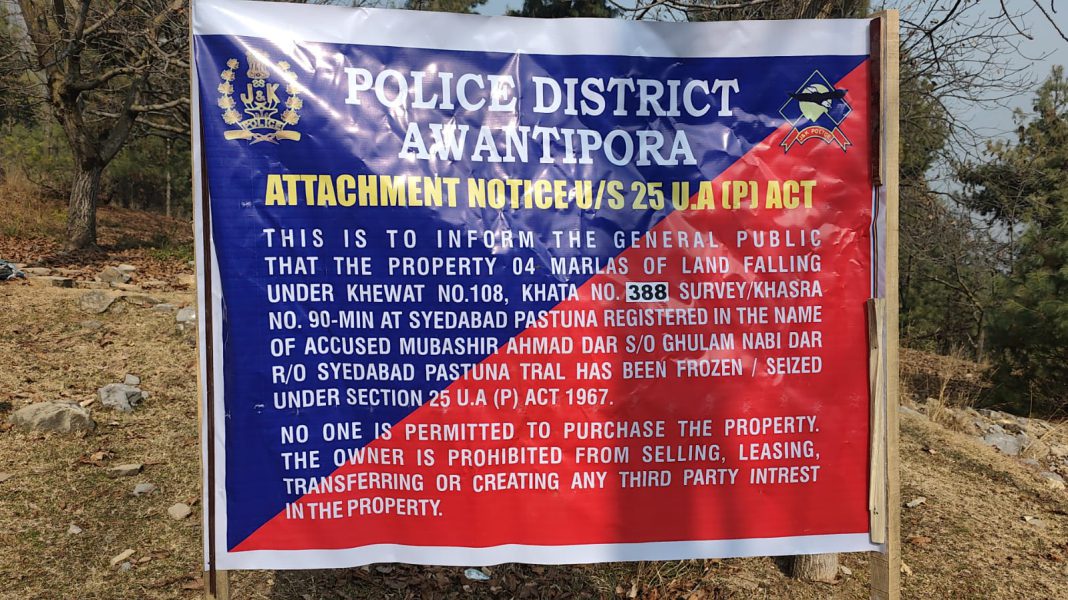 J&K
J&K POLICE
POLICE DISTRICT
AWANTIPORA
ATTACHMENT NOTICE U/S 25 U.A (P) ACT
THIS IS TO INFORM THE GENERAL PUBLIC
THAT THE PROPERTY 04 MARLAS OF LAND FALLING
UNDER KHEWAT NO.108, KHATA NO. 388 SURVEY/KHASRA
NO. 90-MIN AT SYEDABAD PASTUNA REGISTERED IN THE NAME
OF ACCUSED MUBASHIR AHMAD DAR S/O GHULAM NABI DAR
R/O SYEDABAD PASTUNA TRAL HAS BEEN FROZEN / SEIZED
UNDER SECTION 25 U.A (P) ACT 1967.
NO ONE IS PERMITTED TO PURCHASE THE PROPERTY.
THE OWNER IS PROHIBITED FROM SELLING, LEASING,
TRANSFERRING OR CREATING ANY THIRD PARTY INTREST
IN THE PROPERTY.